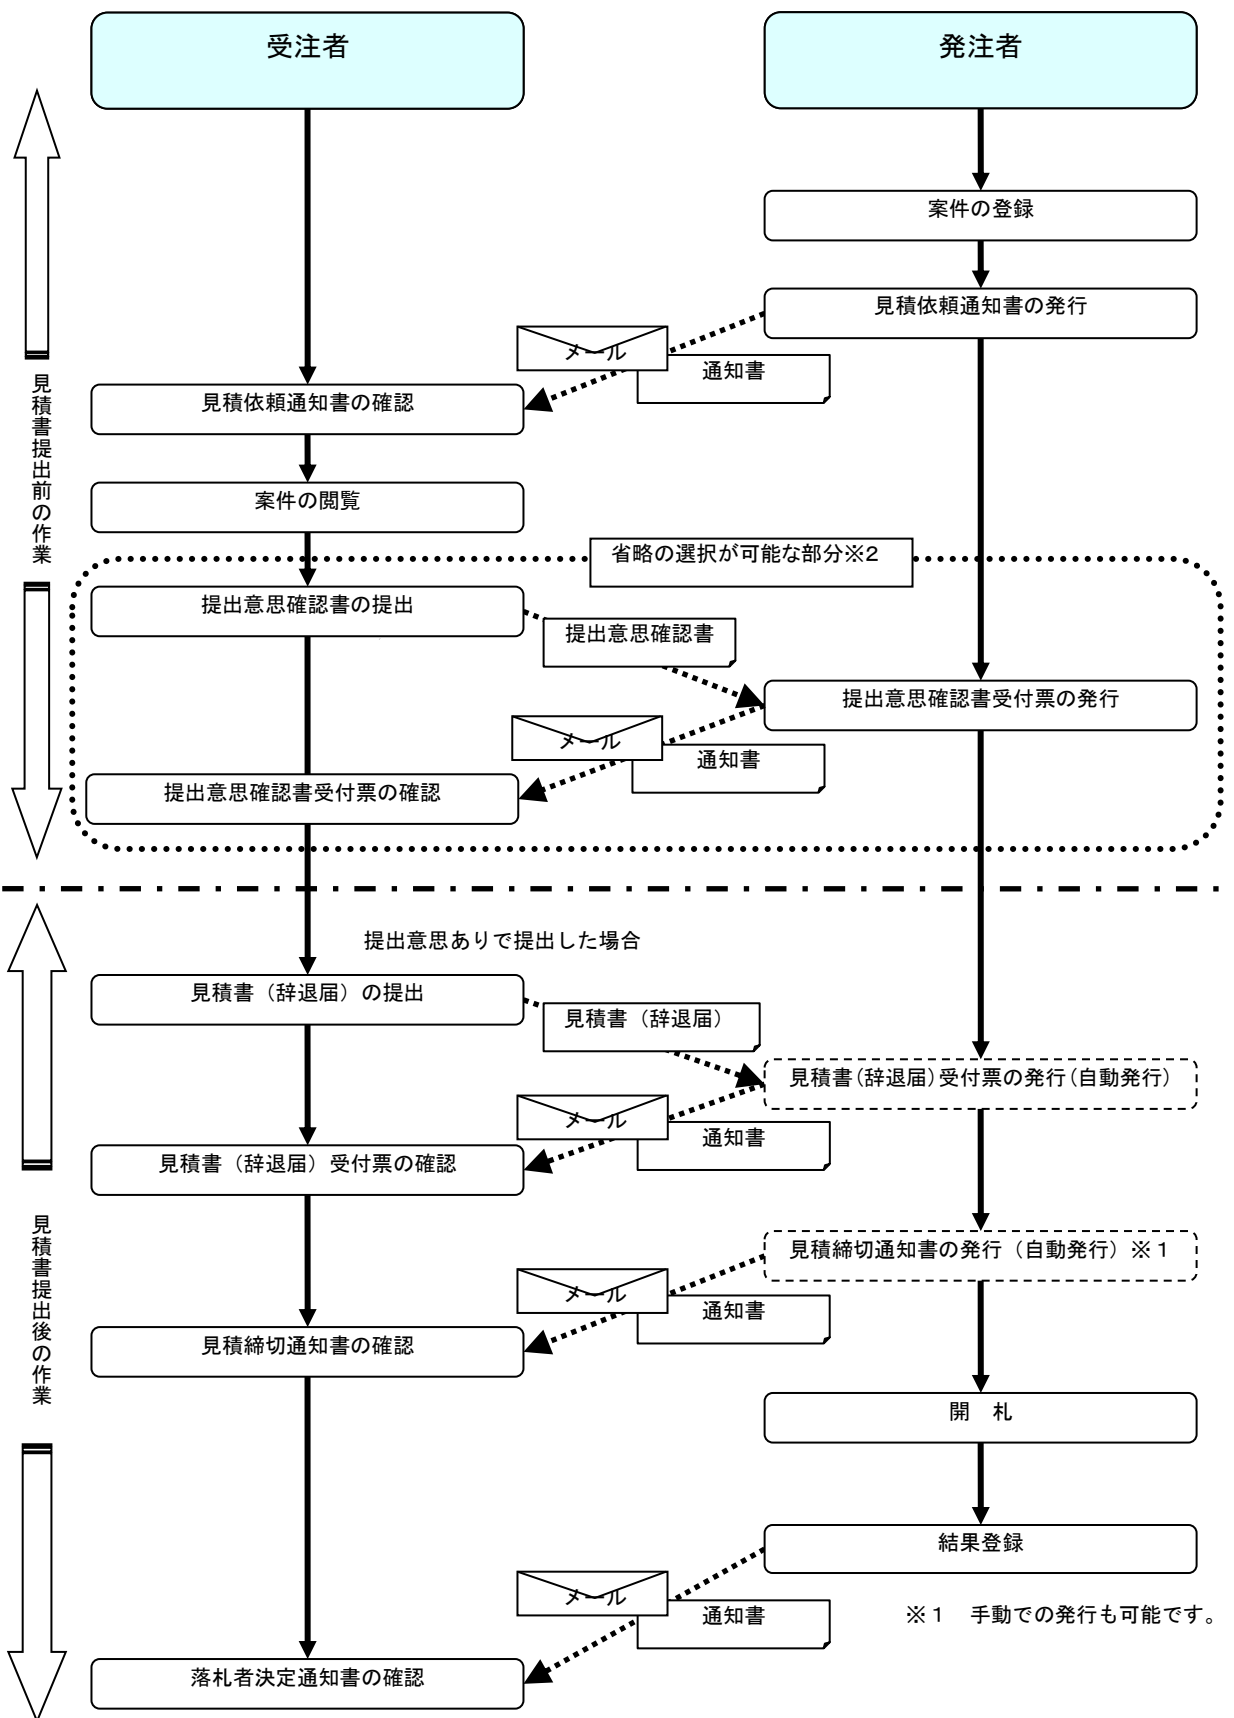 受注者
発注者
案件の登録
見積依頼通知書の発行
メール
通知書
見積依頼通知書の確認
見積書提出前の作業
案件の閲覧
省略の選択が可能な部分※2
提出意思確認書の提出
提出意思確認書
提出意思確認書受付票の発行
メール
通知書
提出意思確認書受付票の確認
提出意思ありで提出した場合
見積書（辞退届）の提出
見積書（辞退届）
見積書(辞退届)受付票の発行(自動発行)
メール
通知書
見積書（辞退届）受付票の確認
見積書提出後の作業
見積締切通知書の発行（自動発行）※１
メール
通知書
見積締切通知書の確認
開　札
結果登録
メール
通知書
※１　手動での発行も可能です。
落札者決定通知書の確認